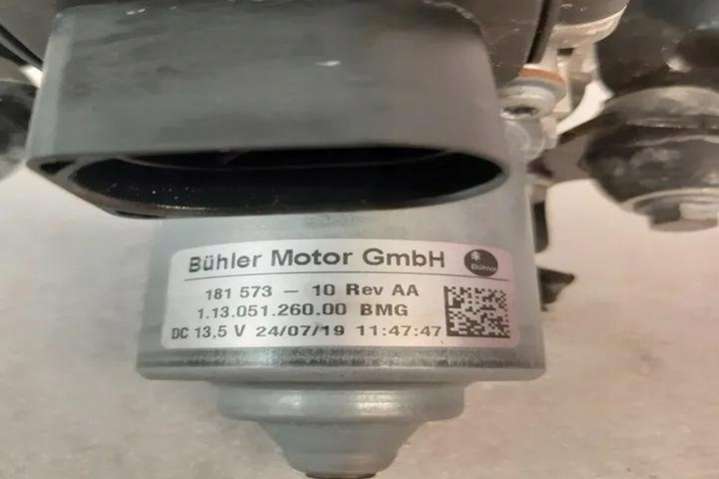 Bühler Motor GmbH
Bühler
181 573 - 10 Rev AA
1.13.051.260.00 BMG
DC 13,5 V 24/07/19 11:47:47